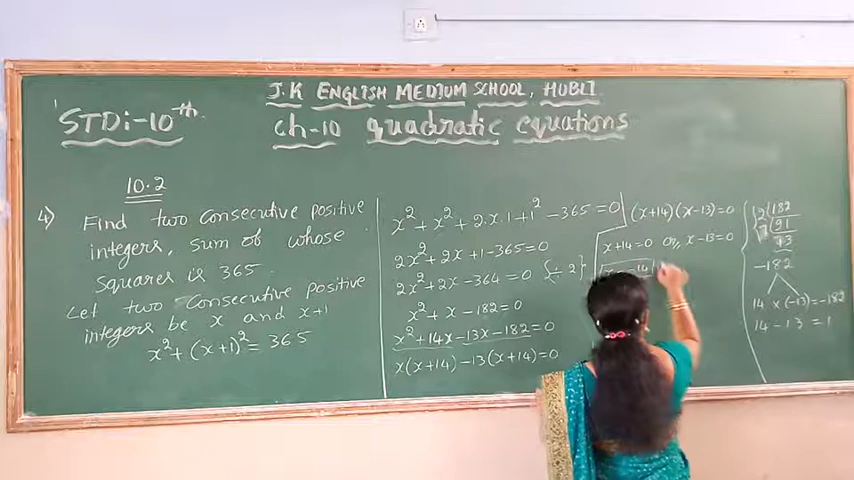 J.K ENGLISH MEDIUM SCHOOL, HUBLI
STD:-10th
ch-10 quadratic equations
10.2
4) Find two consecutive positive
integers, sum of whose
squares is 365.
Let two consecutive positive
integers be x and x+1
x²+(x+1)²=365
x²+x²+2.x.1+1²-365=0
2x²+2x+1-365=0
2x²+2x-364=0 {÷2}
x²+x-182=0
x²+14x-13x-182=0
x(x+14)-13(x+14)=0
(x+14)(x-13)=0
x+14=0 or, x-13=0
2|182
7|91
13
-182
14×(-13)=-182
14-13=1